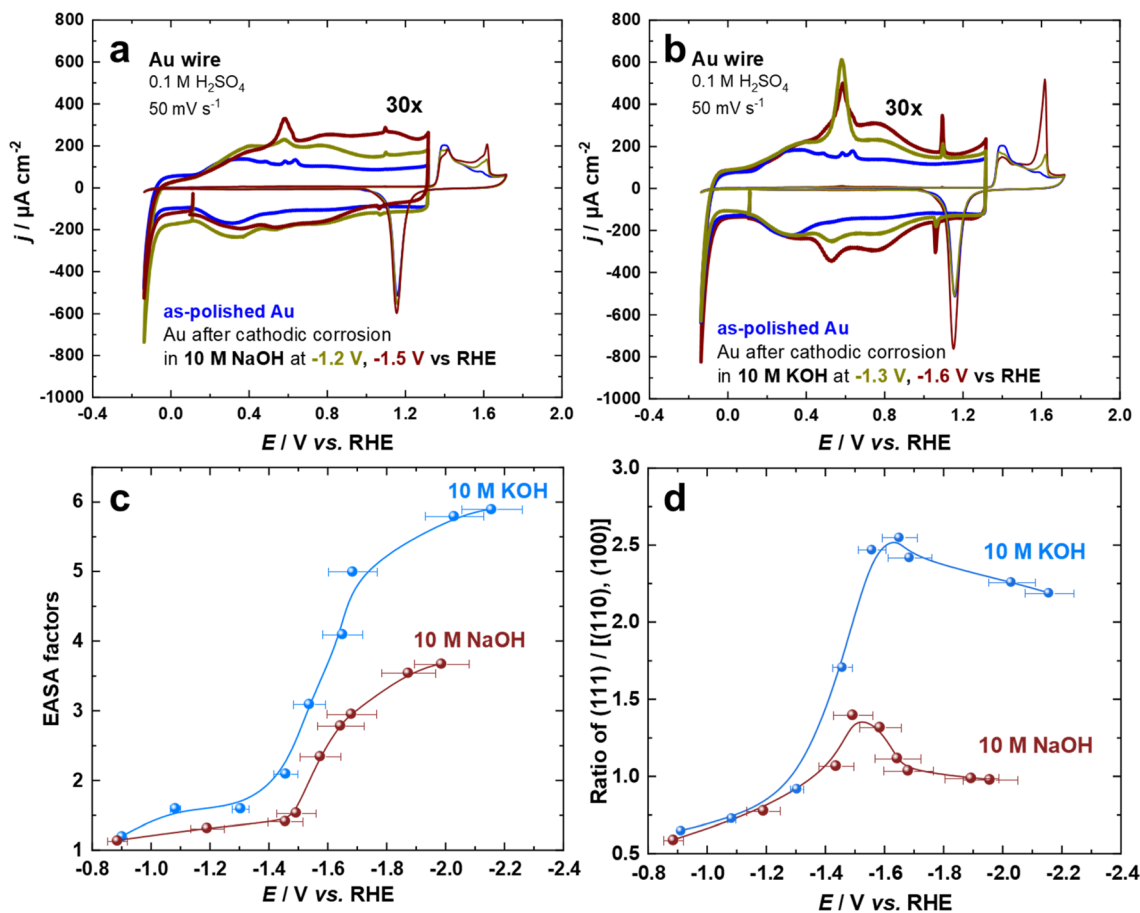 a
Au wire
0.1 M H₂SO₄
50 mV s⁻¹
30x
as-polished Au
Au after cathodic corrosion
in 10 M NaOH at -1.2 V, -1.5 V vs RHE
j / µA cm⁻²
800
600
400
200
0
-200
-400
-600
-800
-1000
-0.4 0.0 0.4 0.8 1.2 1.6 2.0
E / V vs. RHE
b
Au wire
0.1 M H₂SO₄
50 mV s⁻¹
30x
as-polished Au
Au after cathodic corrosion
in 10 M KOH at -1.3 V, -1.6 V vs RHE
j / µA cm⁻²
800
600
400
200
0
-200
-400
-600
-800
-1000
-0.4 0.0 0.4 0.8 1.2 1.6 2.0
E / V vs. RHE
c
10 M KOH
10 M NaOH
EASA factors
6
5
4
3
2
1
-0.8 -1.0 -1.2 -1.4 -1.6 -1.8 -2.0 -2.2 -2.4
E / V vs. RHE
d
10 M KOH
10 M NaOH
Ratio of (111) / [(110), (100)]
3.0
2.5
2.0
1.5
1.0
0.5
-0.8 -1.0 -1.2 -1.4 -1.6 -1.8 -2.0 -2.2 -2.4
E / V vs. RHE